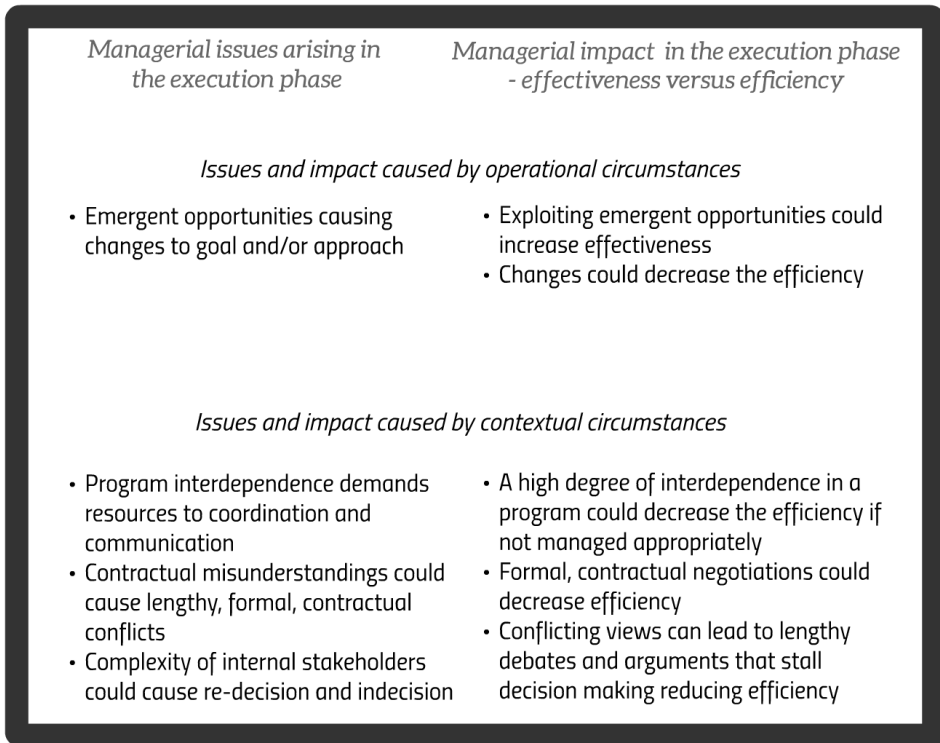 Managerial issues arising in
the execution phase
Managerial impact in the execution phase
- effectiveness versus efficiency
Issues and impact caused by operational circumstances
• Emergent opportunities causing
changes to goal and/or approach
• Exploiting emergent opportunities could
increase effectiveness
• Changes could decrease the efficiency
Issues and impact caused by contextual circumstances
• Program interdependence demands
resources to coordination and
communication
• Contractual misunderstandings could
cause lengthy, formal, contractual
conflicts
• Complexity of internal stakeholders
could cause re-decision and indecision
• A high degree of interdependence in a
program could decrease the efficiency if
not managed appropriately
• Formal, contractual negotiations could
decrease efficiency
• Conflicting views can lead to lengthy
debates and arguments that stall
decision making reducing efficiency